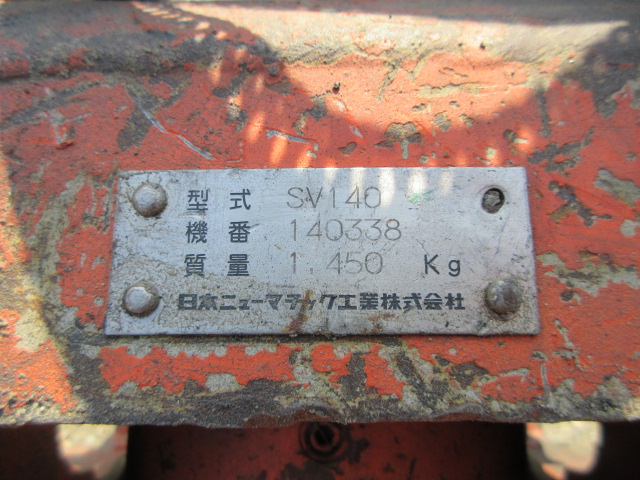 型式 SV140
機番 140338
質量 1.450 Kg
日本ニューマチック工業株式会社